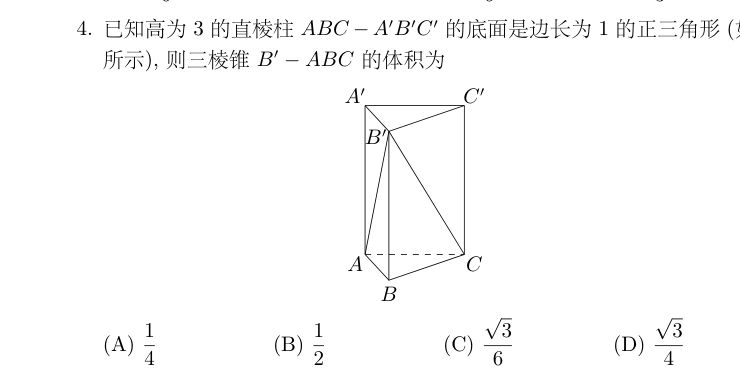 4. 已知高为 3 的直棱柱 ABC − A′B′C′ 的底面是边长为 1 的正三角形 (
所示), 则三棱锥 B′ − ABC 的体积为
A′ C′
B′
A C
B
(A) 1/4 (B) 1/2 (C) √3/6 (D) √3/4